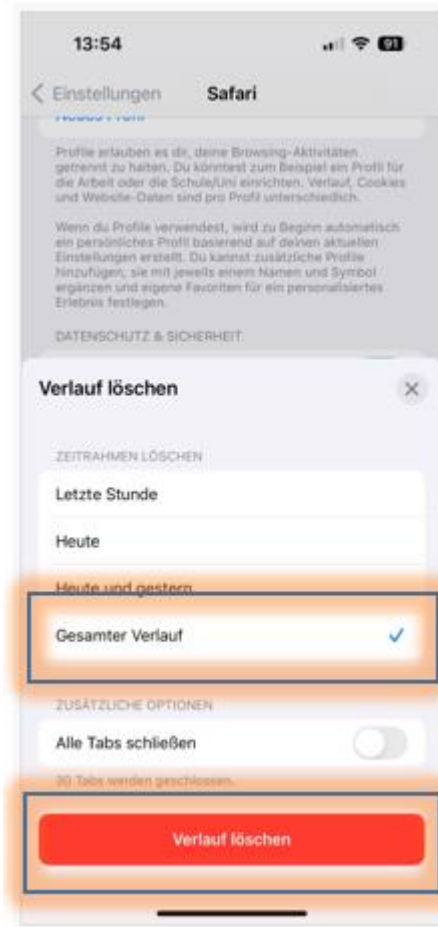 13:54
91
Einstellungen
Safari
Neues Profil
Profile erlauben es dir, deine Browsing-Aktivitäten
getrennt zu halten. Du könntest zum Beispiel ein Profil für
die Arbeit oder die Schule/Uni einrichten. Verlauf, Cookies
und Website-Daten sind pro Profil unterschiedlich.
Wenn du Profile verwendest, wird zu Beginn automatisch
ein persönliches Profil basierend auf deinen aktuellen
Einstellungen erstellt. Du kannst zusätzliche Profile
hinzufügen, sie mit jeweils einem Namen und Symbol
ergänzen und eigene Favoriten für ein personalisiertes
Erlebnis festlegen.
DATENSCHUTZ & SICHERHEIT
Verlauf löschen
ZEITRAHMEN LÖSCHEN
Letzte Stunde
Heute
Heute und gestern
Gesamter Verlauf
ZUSÄTZLICHE OPTIONEN
Alle Tabs schließen
30 Tabs werden geschlossen.
Verlauf löschen